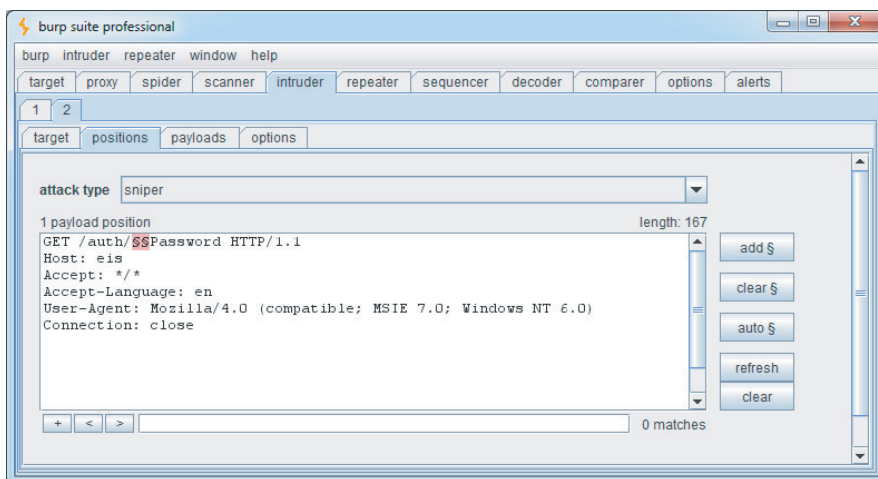 burp suite professional
burp intruder repeater window help
target proxy spider scanner intruder repeater sequencer decoder comparer options alerts
1 2
target positions payloads options
attack type sniper
1 payload position length: 167
GET /auth/§§Password HTTP/1.1
Host: eis
Accept: */*
Accept-Language: en
User-Agent: Mozilla/4.0 (compatible; MSIE 7.0; Windows NT 6.0)
Connection: close
add §
clear §
auto §
refresh
clear
+ < > 0 matches